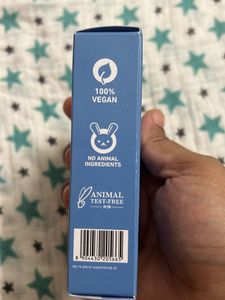 100%
VEGAN
NO ANIMAL
INGREDIENTS
ANIMAL
TEST-FREE